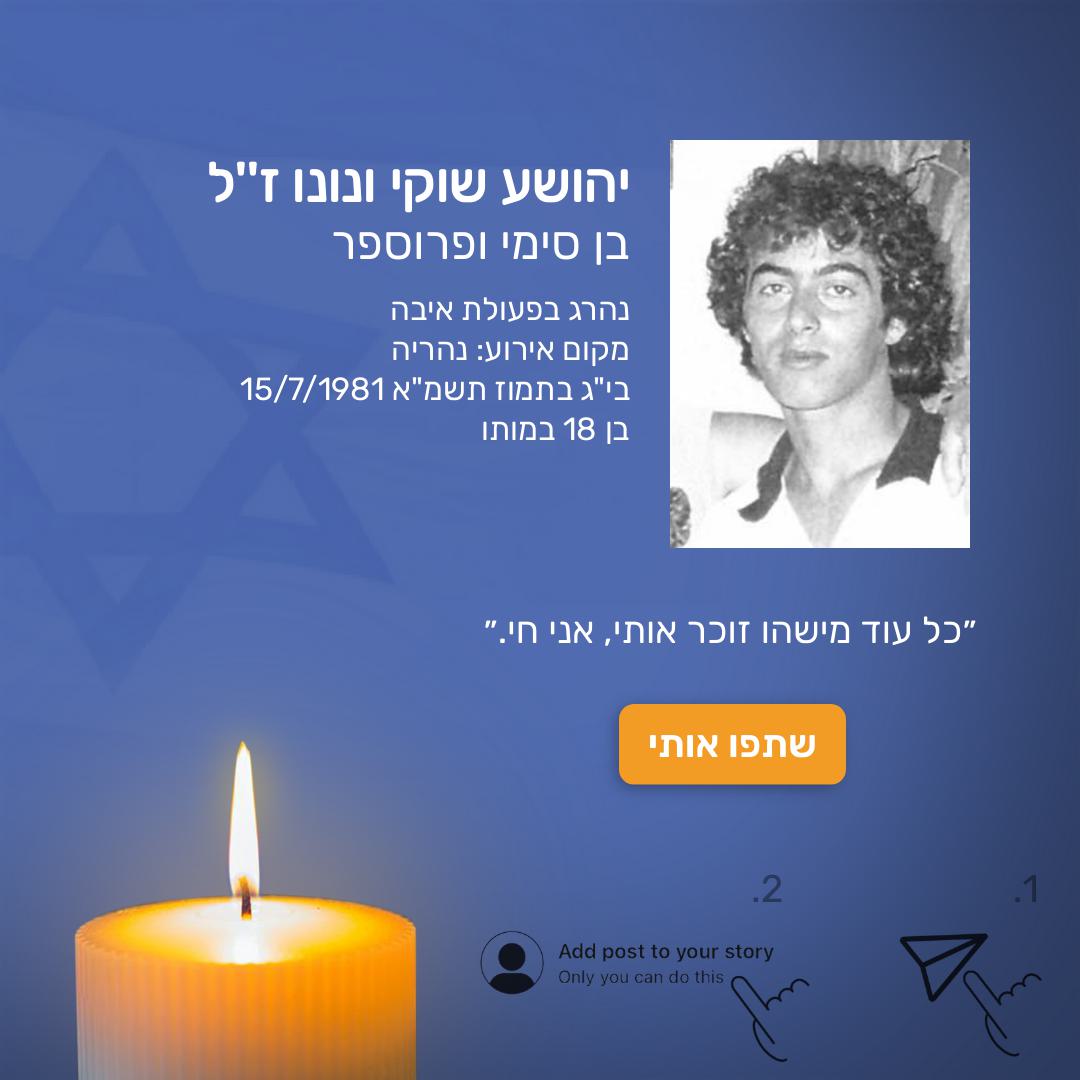 יהושע שוקי ונונו ז"ל
בן סימי ופרוספר
נהרג בפעולת איבה
מקום אירוע: נהריה
בי"ג בתמוז תשמ"א 15/7/1981
בן 18 במותו
״כל עוד מישהו זוכר אותי, אני חי.״
שתפו אותי
1.
2.
Add post to your story
Only you can do this